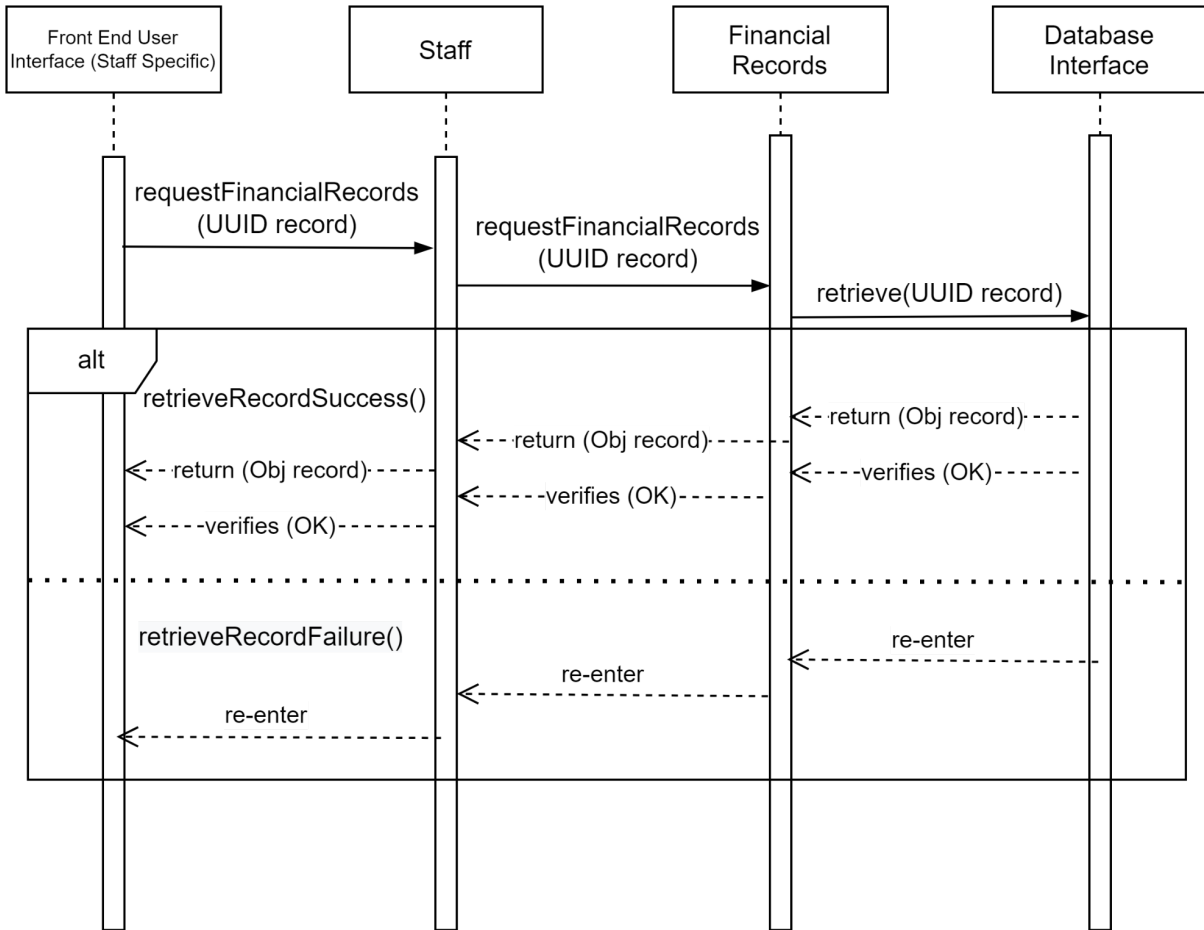 Front End User
Interface (Staff Specific)
Staff
Financial
Records
Database
Interface
requestFinancialRecords
(UUID record)
requestFinancialRecords
(UUID record)
retrieve(UUID record)
alt
retrieveRecordSuccess()
return (Obj record)
return (Obj record)
return (Obj record)
verifies (OK)
verifies (OK)
verifies (OK)
retrieveRecordFailure()
re-enter
re-enter
re-enter